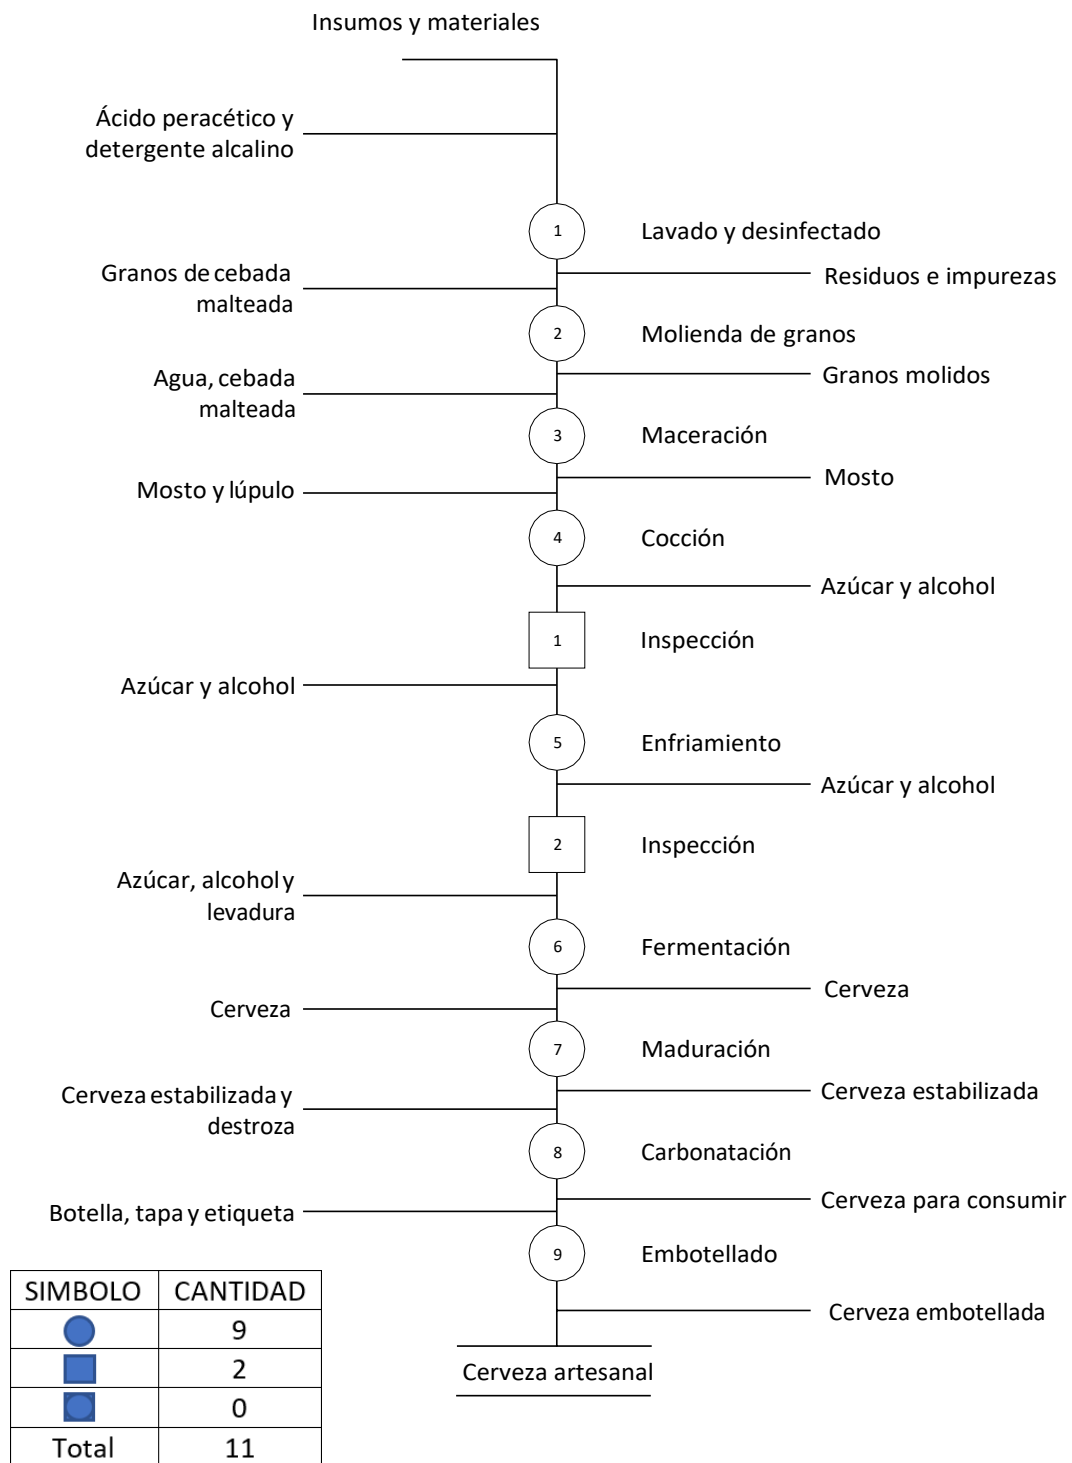 Insumos y materiales
Ácido peracético y
detergente alcalino
1
Lavado y desinfectado
Granos de cebada
malteada
Residuos e impurezas
2
Molienda de granos
Agua, cebada
malteada
Granos molidos
3
Maceración
Mosto y lúpulo
Mosto
4
Cocción
Azúcar y alcohol
1
Inspección
Azúcar y alcohol
5
Enfriamiento
Azúcar y alcohol
2
Inspección
Azúcar, alcohol y
levadura
6
Fermentación
Cerveza
Cerveza
7
Maduración
Cerveza estabilizada y
destroza
Cerveza estabilizada
8
Carbonatación
Botella, tapa y etiqueta
Cerveza para consumir
9
Embotellado
Cerveza embotellada
Cerveza artesanal
SIMBOLO CANTIDAD
9
2
0
Total 11